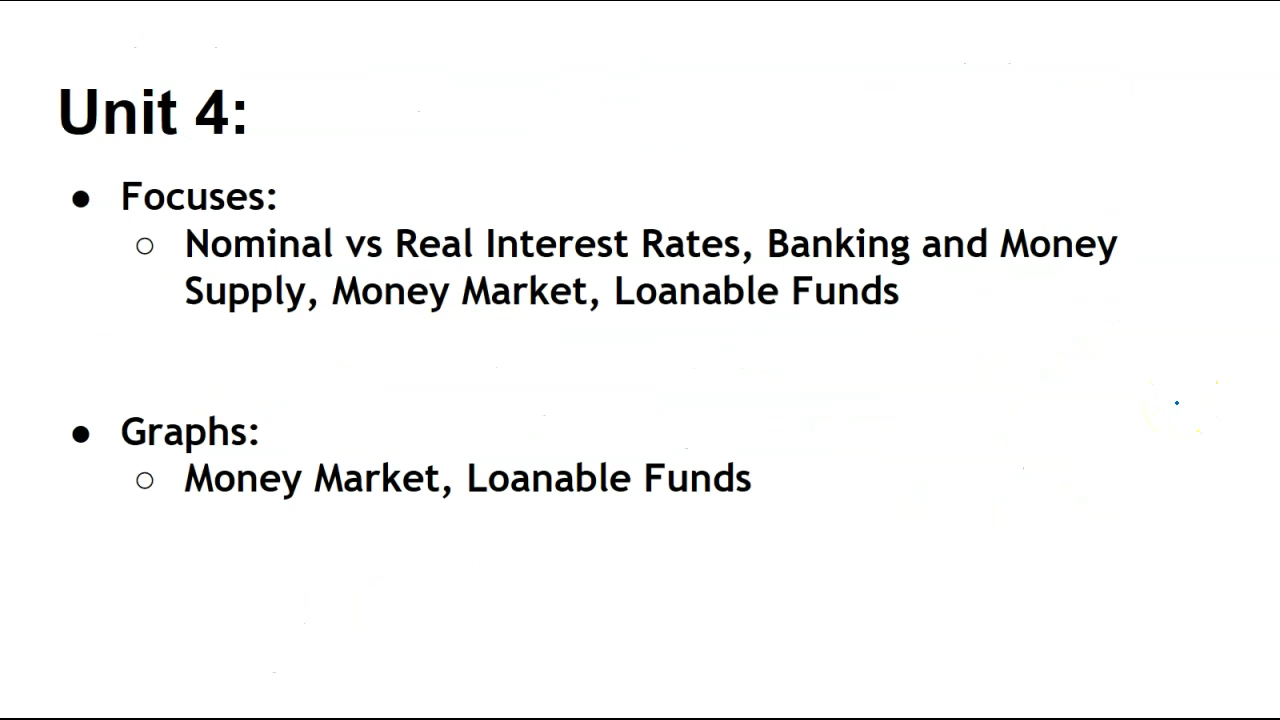 Unit 4:
● Focuses:
○ Nominal vs Real Interest Rates, Banking and Money
Supply, Money Market, Loanable Funds
● Graphs:
○ Money Market, Loanable Funds